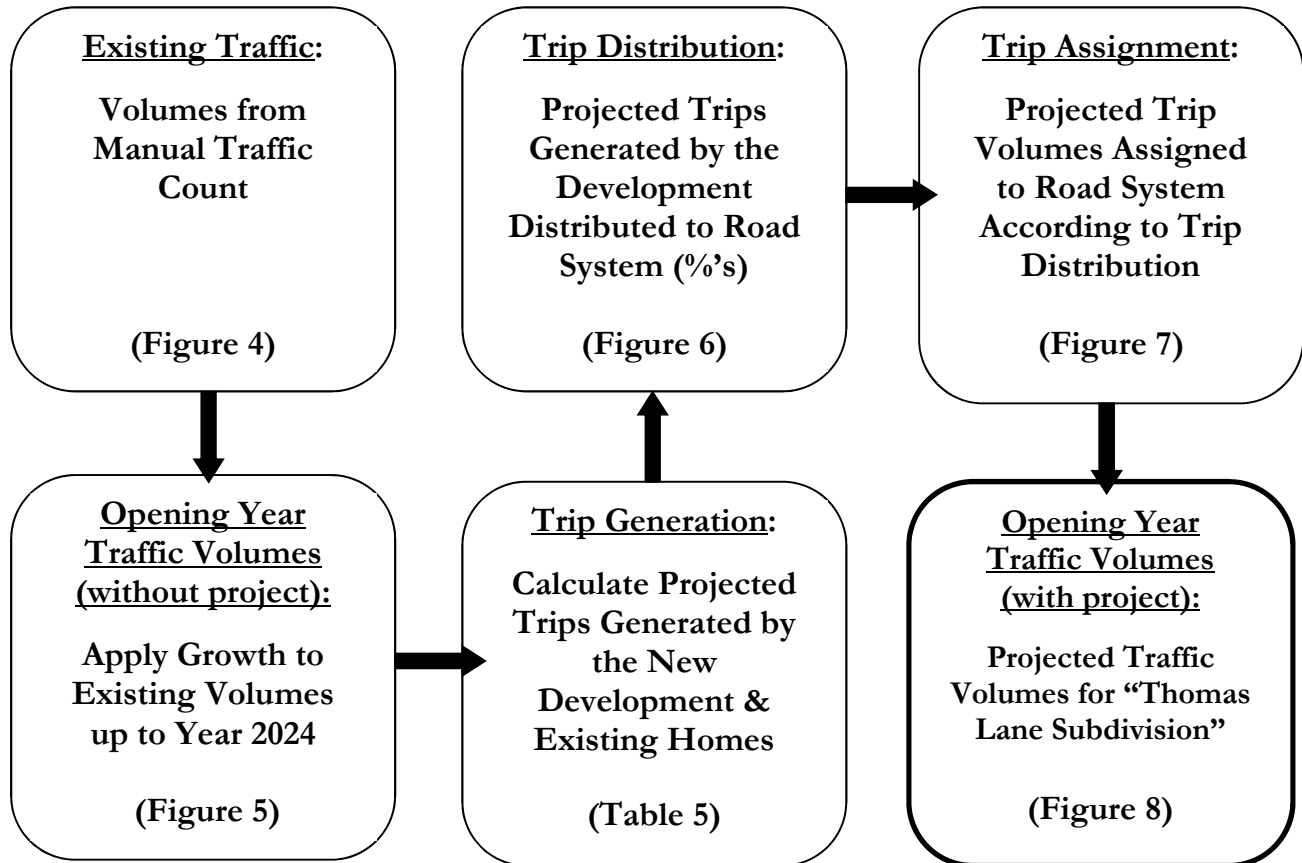 Existing Traffic:
Volumes from
Manual Traffic
Count
(Figure 4)
Opening Year
Traffic Volumes
(without project):
Apply Growth to
Existing Volumes
up to Year 2024
(Figure 5)
Trip Generation:
Calculate Projected
Trips Generated by
the New
Development &
Existing Homes
(Table 5)
Trip Distribution:
Projected Trips
Generated by the
Development
Distributed to Road
System (%’s)
(Figure 6)
Trip Assignment:
Projected Trip
Volumes Assigned
to Road System
According to Trip
Distribution
(Figure 7)
Opening Year
Traffic Volumes
(with project):
Projected Traffic
Volumes for “Thomas
Lane Subdivision”
(Figure 8)